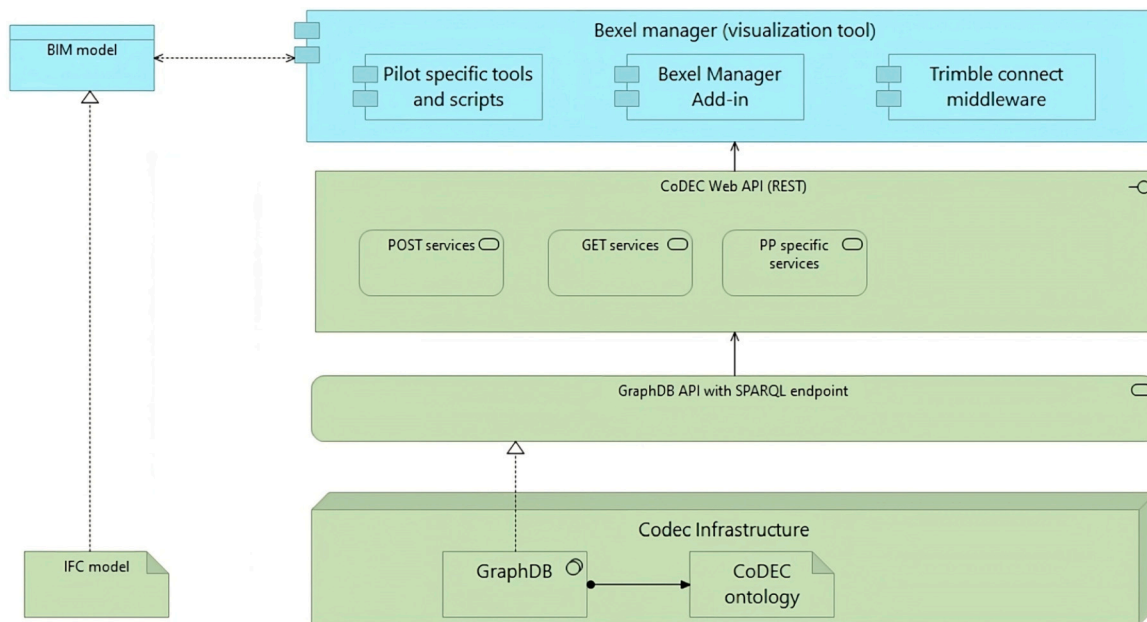 Bexel manager (visualization tool)
BIM model
Pilot specific tools
and scripts
Bexel Manager
Add-in
Trimble connect
middleware
CoDEC Web API (REST)
POST services
GET services
PP specific
services
GraphDB API with SPARQL endpoint
Codec Infrastructure
IFC model
GraphDB
CoDEC
ontology